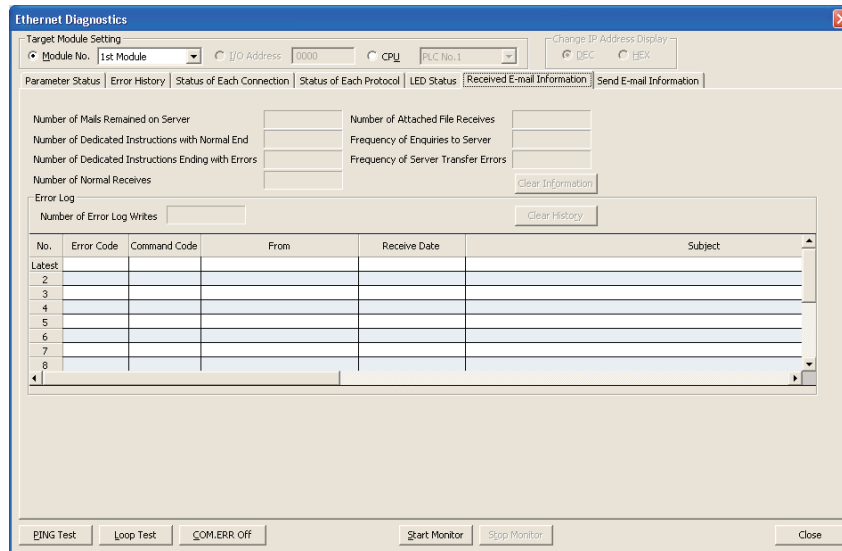 Ethernet Diagnostics
Target Module Setting
Module No. 1st Module I/O Address 0000 CPU PLC No.1
Change IP Address Display
DEC HEX
Parameter Status Error History Status of Each Connection Status of Each Protocol LED Status Received E-mail Information Send E-mail Information
Number of Mails Remained on Server Number of Attached File Receives
Number of Dedicated Instructions with Normal End Frequency of Enquiries to Server
Number of Dedicated Instructions Ending with Errors Frequency of Server Transfer Errors
Number of Normal Receives Clear Information
Error Log
Number of Error Log Writes Clear History
No. Error Code Command Code From Receive Date Subject
Latest
2
3
4
5
6
7
8
PING Test Loop Test COM.ERR Off Start Monitor Stop Monitor Close